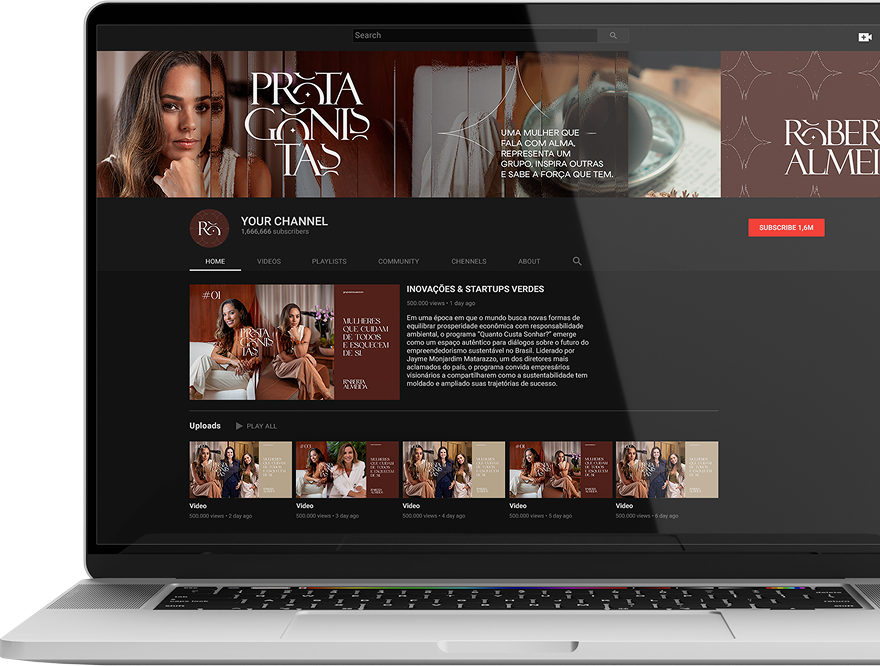 Search
PROTA
GONIS
TAS
UMA MULHER QUE
FALA COM ALMA,
REPRESENTA UM
GRUPO, INSPIRA OUTRAS
E SABE A FORÇA QUE TEM.
ROBER
ALMEI
RA
YOUR CHANNEL
1,666,666 subscribers
SUBSCRIBE 1,6M
HOME VIDEOS PLAYLISTS COMMUNITY CHENNELS ABOUT
#01
PROTA
GONIS
TAS
MULHERES
QUE CUIDAM
DE TODOS
E ESQUECEM
DE SI.
ROBERTA
ALMEIDA
INOVAÇÕES & STARTUPS VERDES
500.000 views • 1 day ago
Em uma época em que o mundo busca novas formas de
equilibrar prosperidade econômica com responsabilidade
ambiental, o programa "Quanto Custa Sonhar?" emerge
como um espaço autêntico para diálogos sobre o futuro do
empreendedorismo sustentável no Brasil. Liderado por
Jayme Monjardim Matarazzo, um dos diretores mais
aclamados do país, o programa convida empresários
visionários a compartilharem como a sustentabilidade tem
moldado e ampliado suas trajetórias de sucesso.
Uploads PLAY ALL
Video Video Video Video Video
500.000 views • 2 day ago 500.000 views • 3 day ago 500.000 views • 4 day ago 500.000 views • 5 day ago 500.000 views • 6 day ago